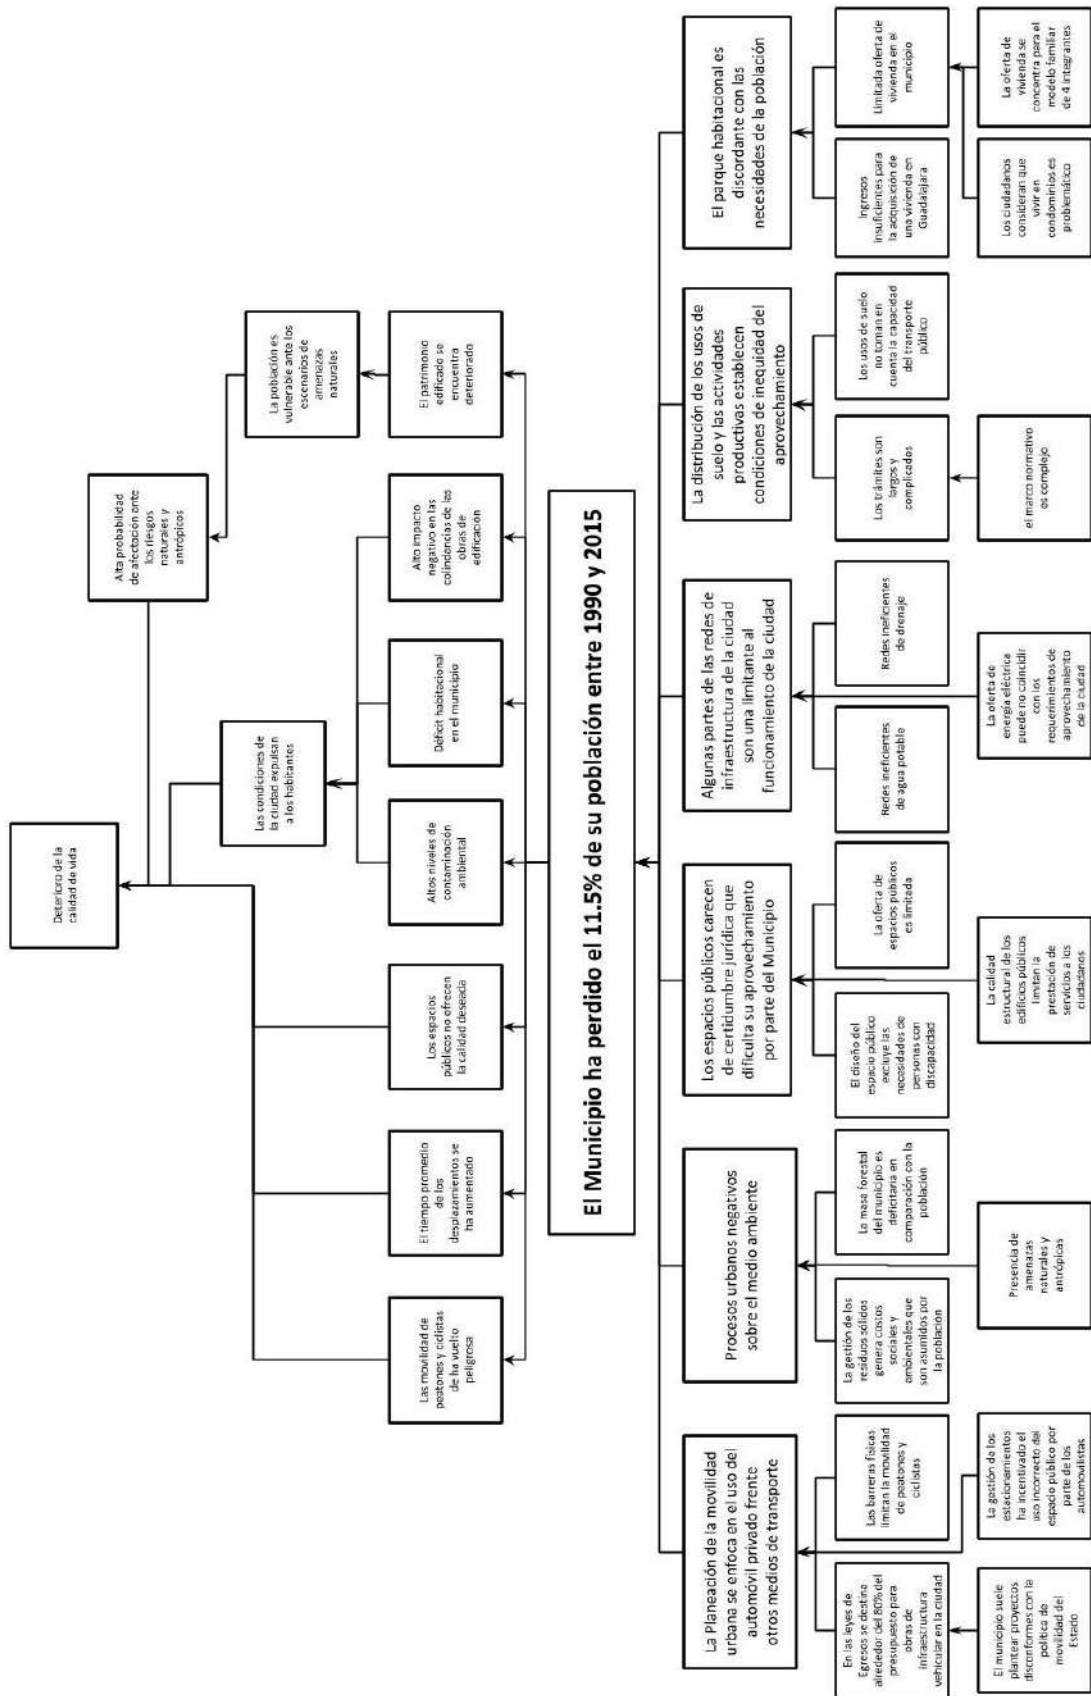 Deterioro de la
calidad de vida
Las condiciones de
la ciudad expulsan
a los habitantes
Alta probabilidad
de afectación ante
los riesgos
naturales y
antrópicos
La población es
vulnerable ante los
escenarios de
amenazas
naturales
Las movilidad de
peatones y ciclistas
de ha vuelto
peligrosa
El tiempo promedio
de los
desplazamientos se
ha aumentado
Los espacios
públicos no ofrecen
la calidad deseada
Altos niveles de
contaminación
ambiental
Déficit habitacional
en el municipio
Alto impacto
negativo en las
colindancias de las
obras de
edificación
El patrimonio
edificado se
encuentra
deteriorado
El Municipio ha perdido el 11.5% de su población entre 1990 y 2015
La Planeación de la movilidad
urbana se enfoca en el uso del
automóvil privado frente
otros medios de transporte
Procesos urbanos negativos
sobre el medio ambiente
Los espacios públicos carecen
de certidumbre jurídica que
dificulta su aprovechamiento
por parte del Municipio
Algunas partes de las redes de
infraestructura de la ciudad
son una limitante al
funcionamiento de la ciudad
La distribución de los usos de
suelo y las actividades
productivas establecen
condiciones de inequidad del
aprovechamiento
El parque habitacional es
discordante con las
necesidades de la población
En las leyes de
Egresos se destina
alrededor del 80% del
presupuesto para
obras de
infraestructura
vehicular en la ciudad
Las barreras físicas
limitan la movilidad
de peatones y
ciclistas
La gestión de los
residuos sólidos
genera costos
sociales y
ambientales que
son asumidos por
la población
La masa forestal
del municipio es
deficitaria en
comparación con la
población
El diseño del
espacio público
excluye las
necesidades de
personas con
discapacidad
La oferta de
espacios públicos
es limitada
Redes ineficientes
de agua potable
Redes ineficientes
de drenaje
Los trámites son
largos y
complicados
Los usos de suelo
no toman en
cuenta la capacidad
del transporte
público
Ingresos
insuficientes para
la adquisición de
una vivienda en
Guadalajara
Limitada oferta de
vivienda en el
municipio
El municipio suele
plantear proyectos
disconformes con la
política de
movilidad del
Estado
La gestión de los
estacionamientos
ha incentivado el
uso incorrecto del
espacio público por
parte de los
automovilistas
Presencia de
amenazas
naturales y
antrópicas
La calidad
estructural de los
edificios públicos
limitan la
prestación de
servicios a los
ciudadanos
La oferta de
energía eléctrica
puede no coincidir
con los
requerimientos de
aprovechamiento
de la ciudad
el marco normativo
es complejo
Los ciudadanos
consideran que
vivir en
condominios es
problemático
La oferta de
vivienda se
concentra para el
modelo familiar
de 4 integrantes